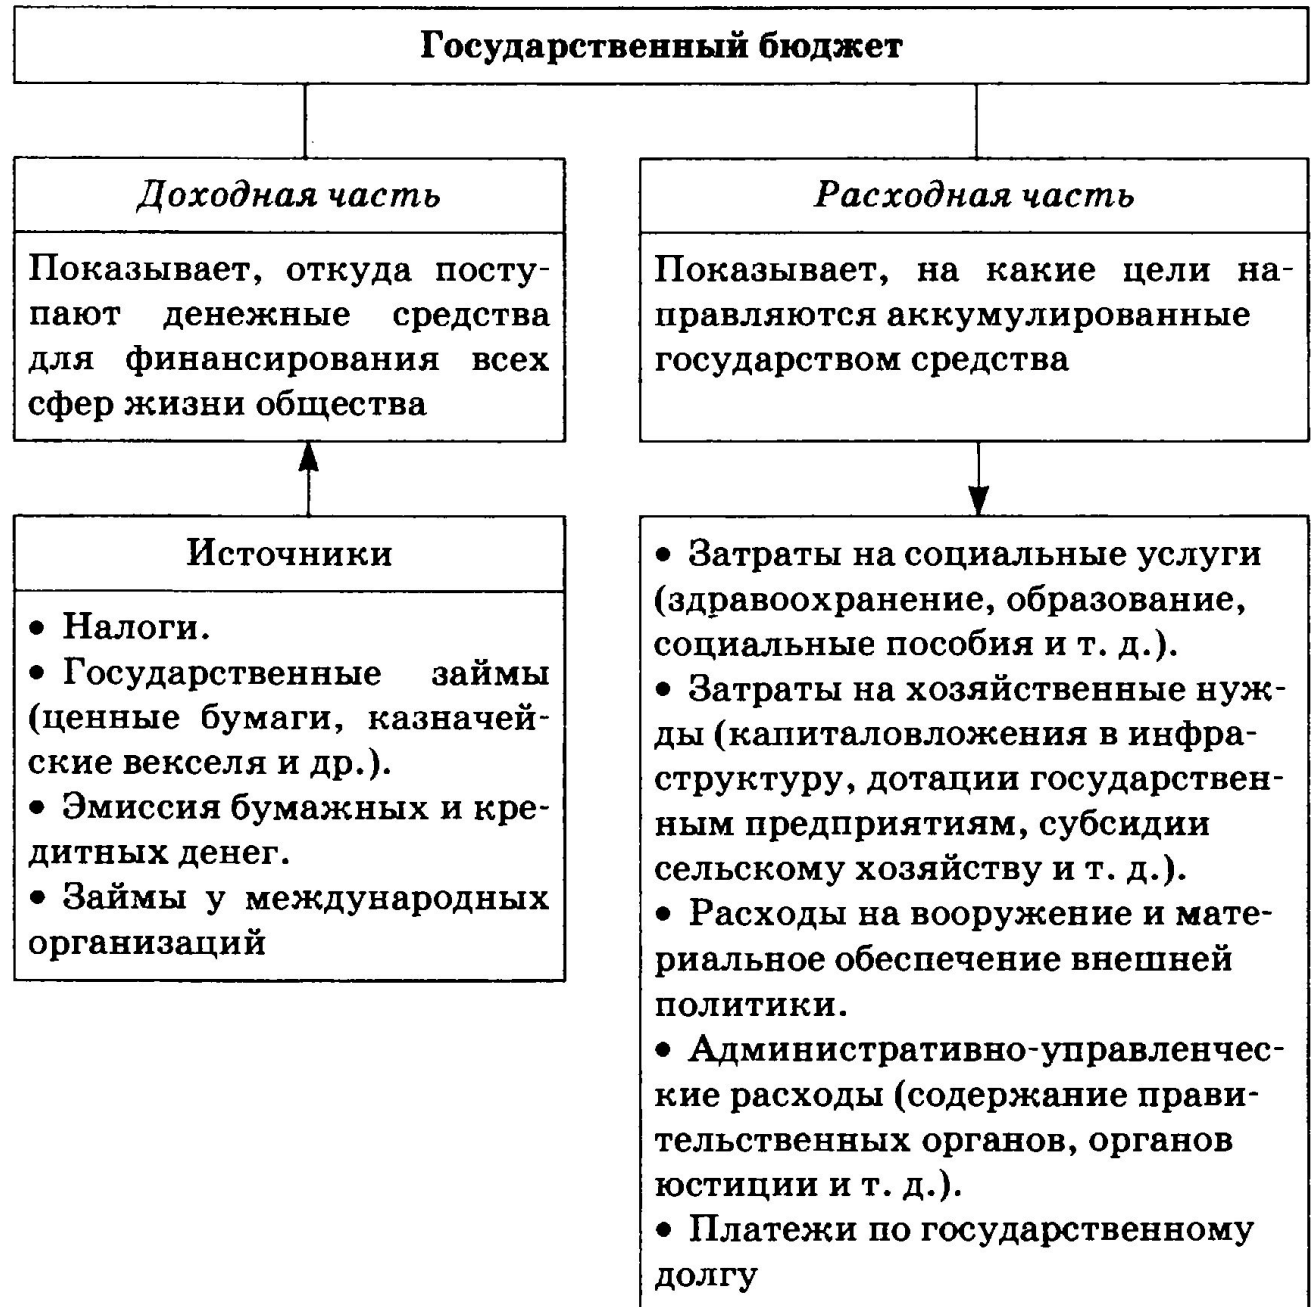 Государственный бюджет
Доходная часть
Показывает, откуда посту-
пают денежные средства
для финансирования всех
сфер жизни общества
Источники
• Налоги.
• Государственные займы
(ценные бумаги, казначей-
ские векселя и др.).
• Эмиссия бумажных и кре-
дитных денег.
• Займы у международных
организаций
Расходная часть
Показывает, на какие цели на-
правляются аккумулированные
государством средства
• Затраты на социальные услуги
(здравоохранение, образование,
социальные пособия и т. д.).
• Затраты на хозяйственные нуж-
ды (капиталовложения в инфра-
структуру, дотации государствен-
ным предприятиям, субсидии
сельскому хозяйству и т. д.).
• Расходы на вооружение и мате-
риальное обеспечение внешней
политики.
• Административно-управленчес-
кие расходы (содержание прави-
тельственных органов, органов
юстиции и т. д.).
• Платежи по государственному
долгу